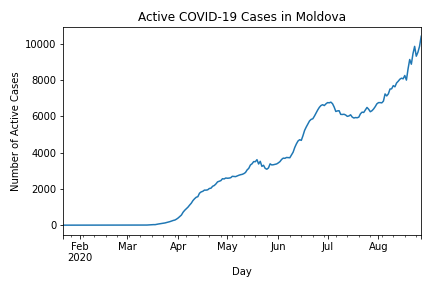 Active COVID-19 Cases in Moldova
Number of Active Cases
10000
8000
6000
4000
2000
0
Feb Mar Apr May Jun Jul Aug
2020
Day